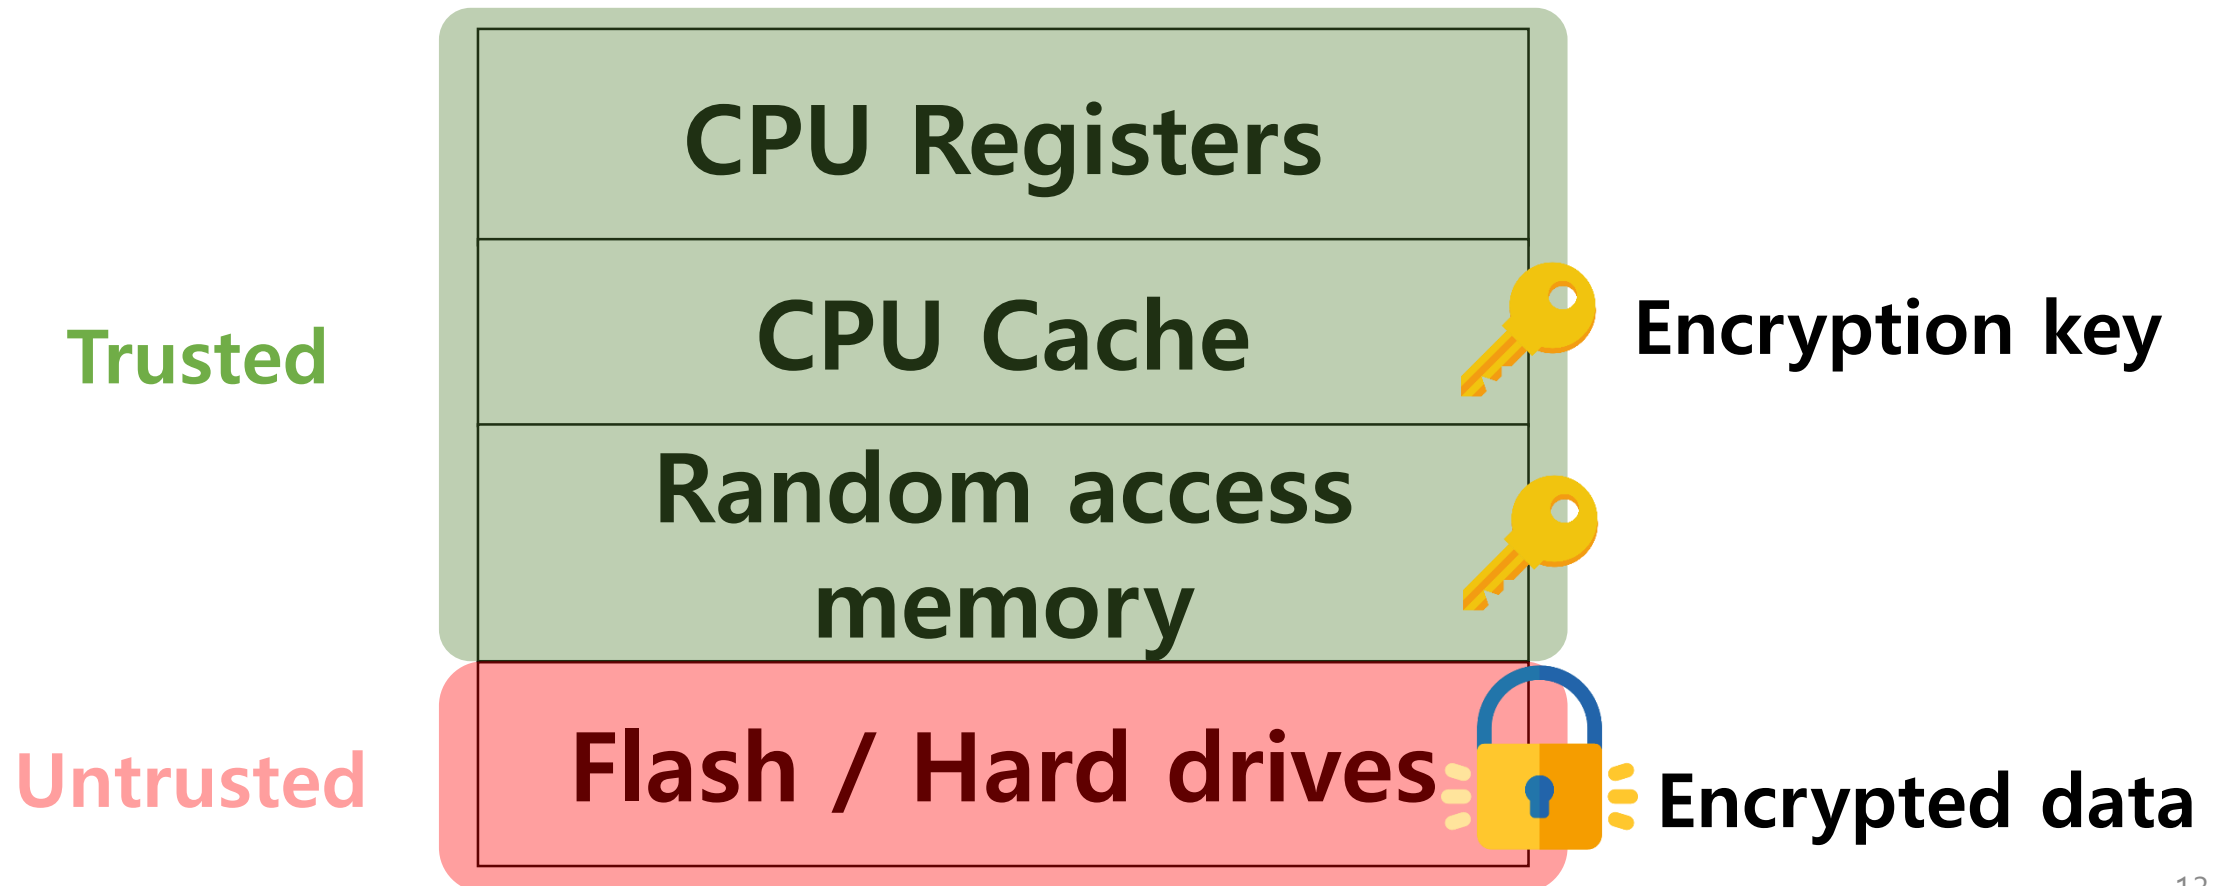 CPU Registers
CPU Cache
Encryption key
Trusted
Random access
memory
Flash / Hard drives
Untrusted
Encrypted data